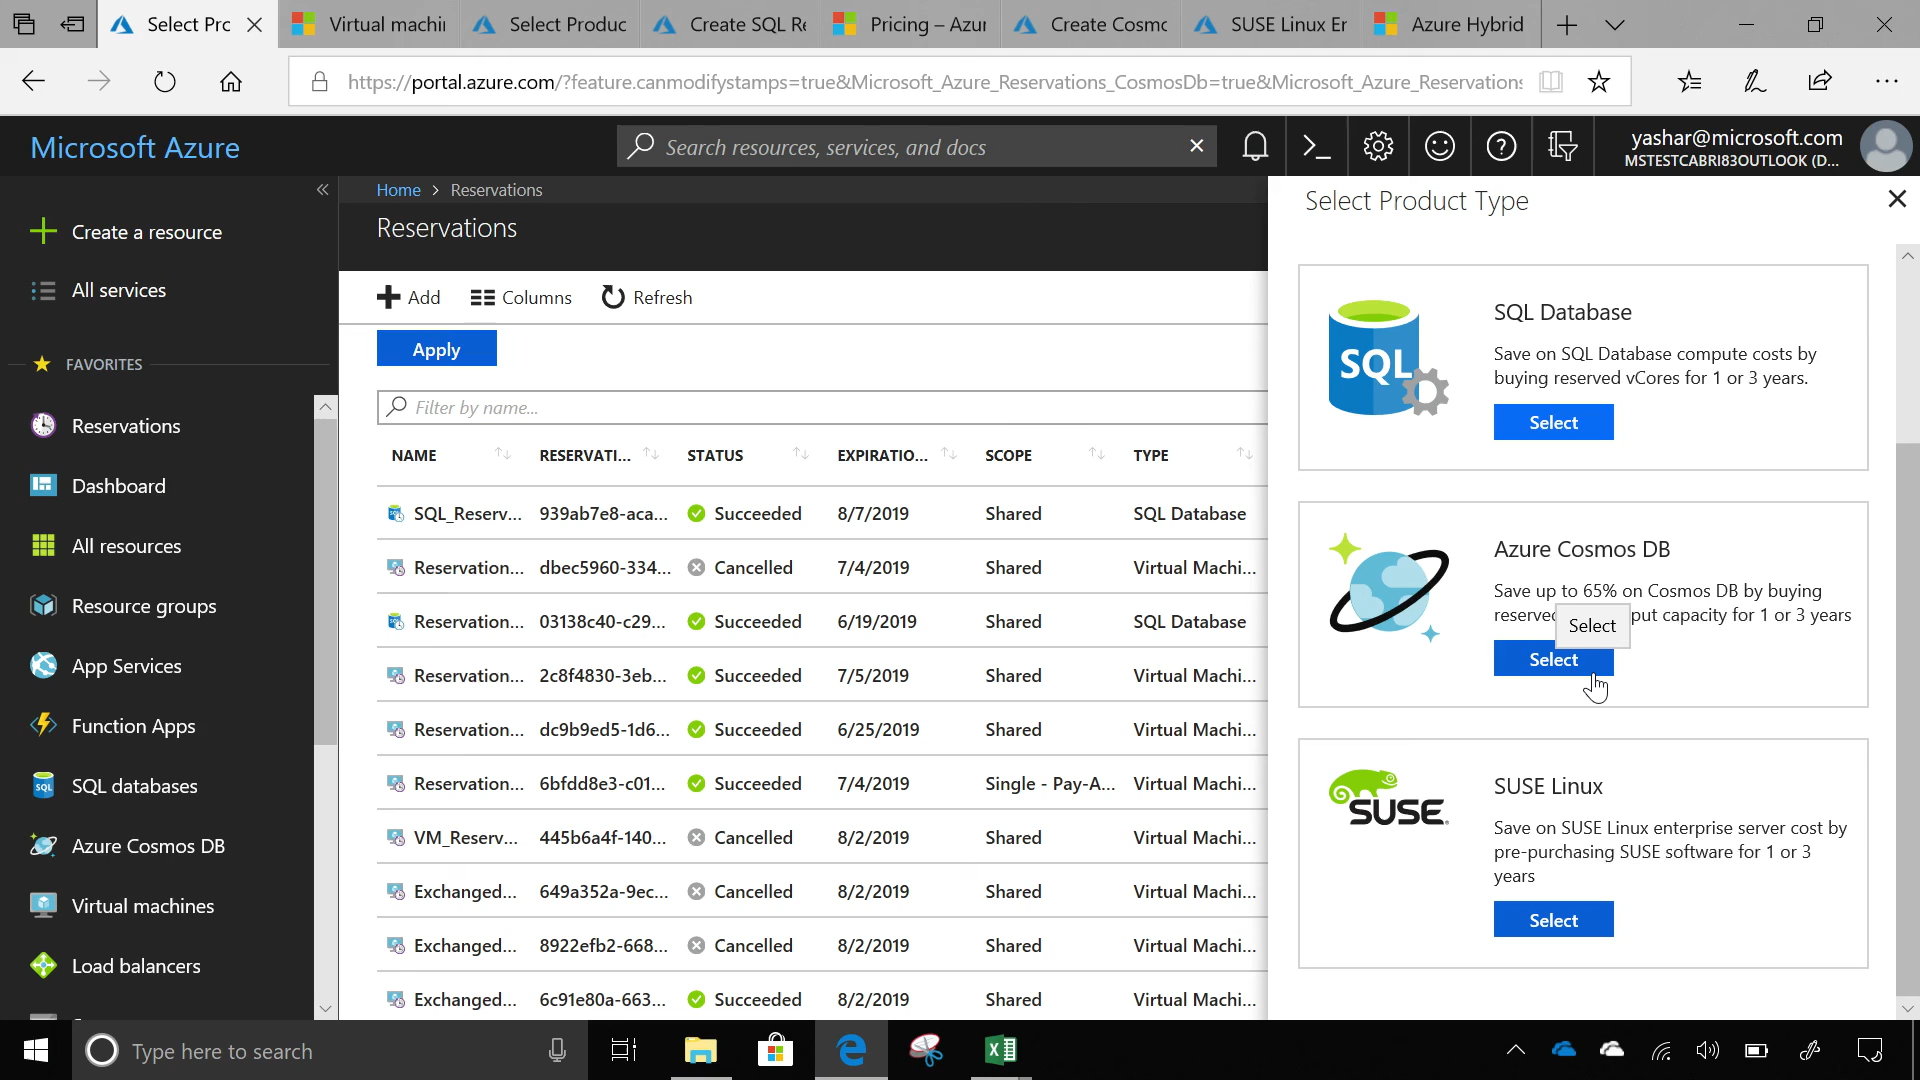 Select Prc
Virtual machin
Select Produc
Create SQL Re
Pricing – Azur
Create Cosmc
SUSE Linux Er
Azure Hybrid
https://portal.azure.com/?feature.canmodifystamps=true&Microsoft_Azure_Reservations_CosmosDb=true&Microsoft_Azure_Reservations
Microsoft Azure
Search resources, services, and docs
yashar@microsoft.com
MSTESTCABRI83OUTLOOK (D...
Create a resource
All services
FAVORITES
Reservations
Dashboard
All resources
Resource groups
App Services
Function Apps
SQL databases
Azure Cosmos DB
Virtual machines
Load balancers
Home > Reservations
Reservations
Add Columns Refresh
Apply
Filter by name...
NAME RESERVATI... STATUS EXPIRATIO... SCOPE TYPE
SQL_Reserv... 939ab7e8-aca... Succeeded 8/7/2019 Shared SQL Database
Reservation... dbec5960-334... Cancelled 7/4/2019 Shared Virtual Machi...
Reservation... 03138c40-c29... Succeeded 6/19/2019 Shared SQL Database
Reservation... 2c8f4830-3eb... Succeeded 7/5/2019 Shared Virtual Machi...
Reservation... dc9b9ed5-1d6... Succeeded 6/25/2019 Shared Virtual Machi...
Reservation... 6bfdd8e3-c01... Succeeded 7/4/2019 Single - Pay-A... Virtual Machi...
VM_Reserv... 445b6a4f-140... Cancelled 8/2/2019 Shared Virtual Machi...
Exchanged... 649a352a-9ec... Cancelled 8/2/2019 Shared Virtual Machi...
Exchanged... 8922efb2-668... Cancelled 8/2/2019 Shared Virtual Machi...
Exchanged... 6c91e80a-663... Succeeded 8/2/2019 Shared Virtual Machi...
Select Product Type
SQL
SQL Database
Save on SQL Database compute costs by
buying reserved vCores for 1 or 3 years.
Select
Azure Cosmos DB
Save up to 65% on Cosmos DB by buying
reserve put capacity for 1 or 3 years
Select
Select
SUSE
SUSE Linux
Save on SUSE Linux enterprise server cost by
pre-purchasing SUSE software for 1 or 3
years
Select
Type here to search